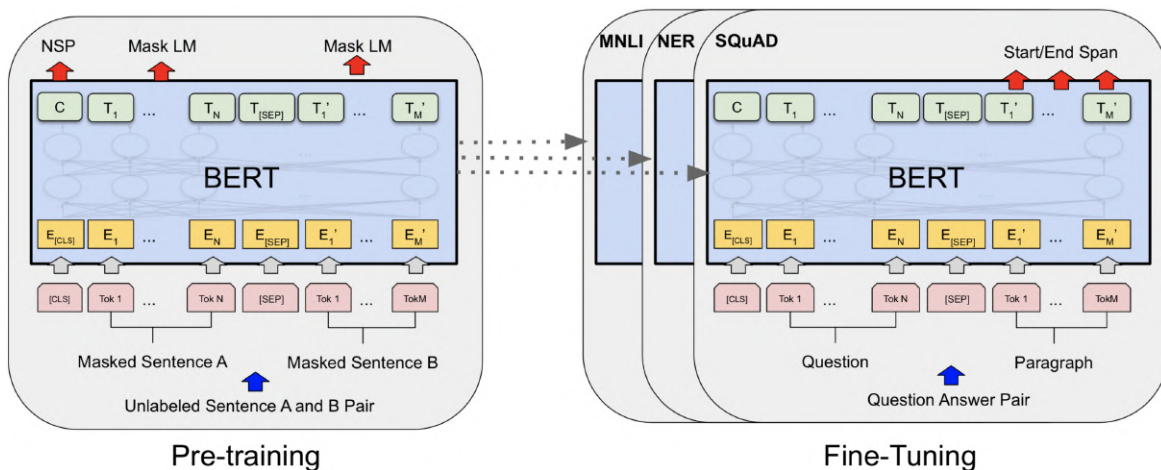 NSP Mask LM Mask LM
C T1 ... TN T[SEP] T1' ... TM'
BERT
E[CLS] E1 ... EN E[SEP] E1' ... EM'
[CLS] Tok 1 ... Tok N [SEP] Tok 1 ... TokM
Masked Sentence A Masked Sentence B
Unlabeled Sentence A and B Pair
Pre-training
MNLI NER SQuAD
Start/End Span
C T1 ... TN T[SEP] T1' ... TM'
BERT
E[CLS] E1 ... EN E[SEP] E1' ... EM'
[CLS] Tok 1 ... Tok N [SEP] Tok 1 ... TokM
Question Paragraph
Question Answer Pair
Fine-Tuning